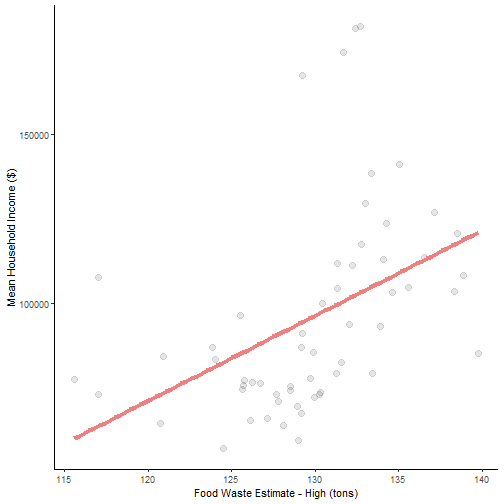 150000
100000
Mean Household Income ($)
115 120 125 130 135 140
Food Waste Estimate - High (tons)